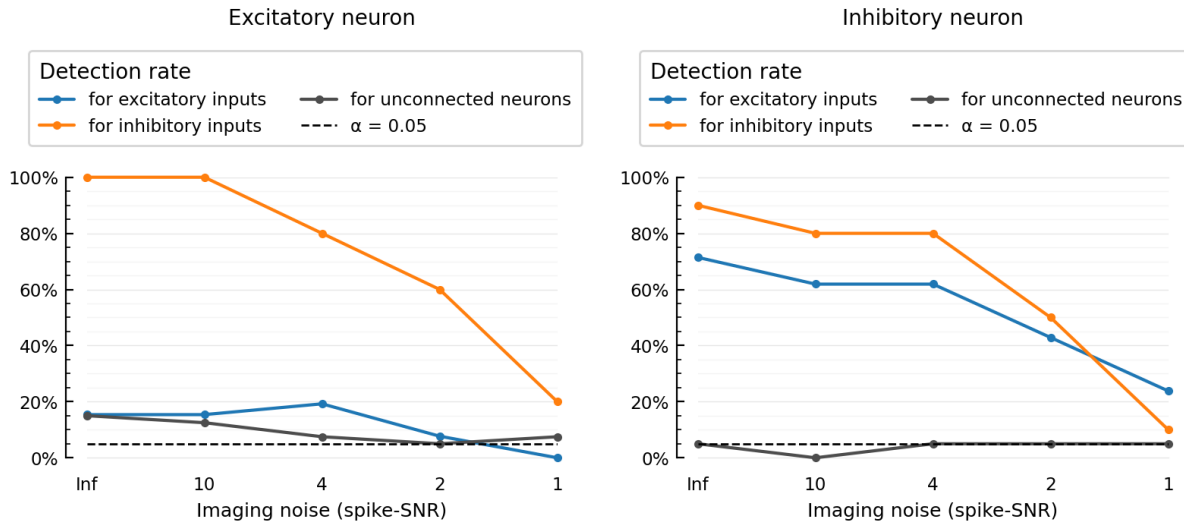 Excitatory neuron
Detection rate
for excitatory inputs
for inhibitory inputs
for unconnected neurons
α = 0.05
100%
80%
60%
40%
20%
0%
Inf 10 4 2 1
Imaging noise (spike-SNR)
Inhibitory neuron
Detection rate
for excitatory inputs
for inhibitory inputs
for unconnected neurons
α = 0.05
100%
80%
60%
40%
20%
0%
Inf 10 4 2 1
Imaging noise (spike-SNR)